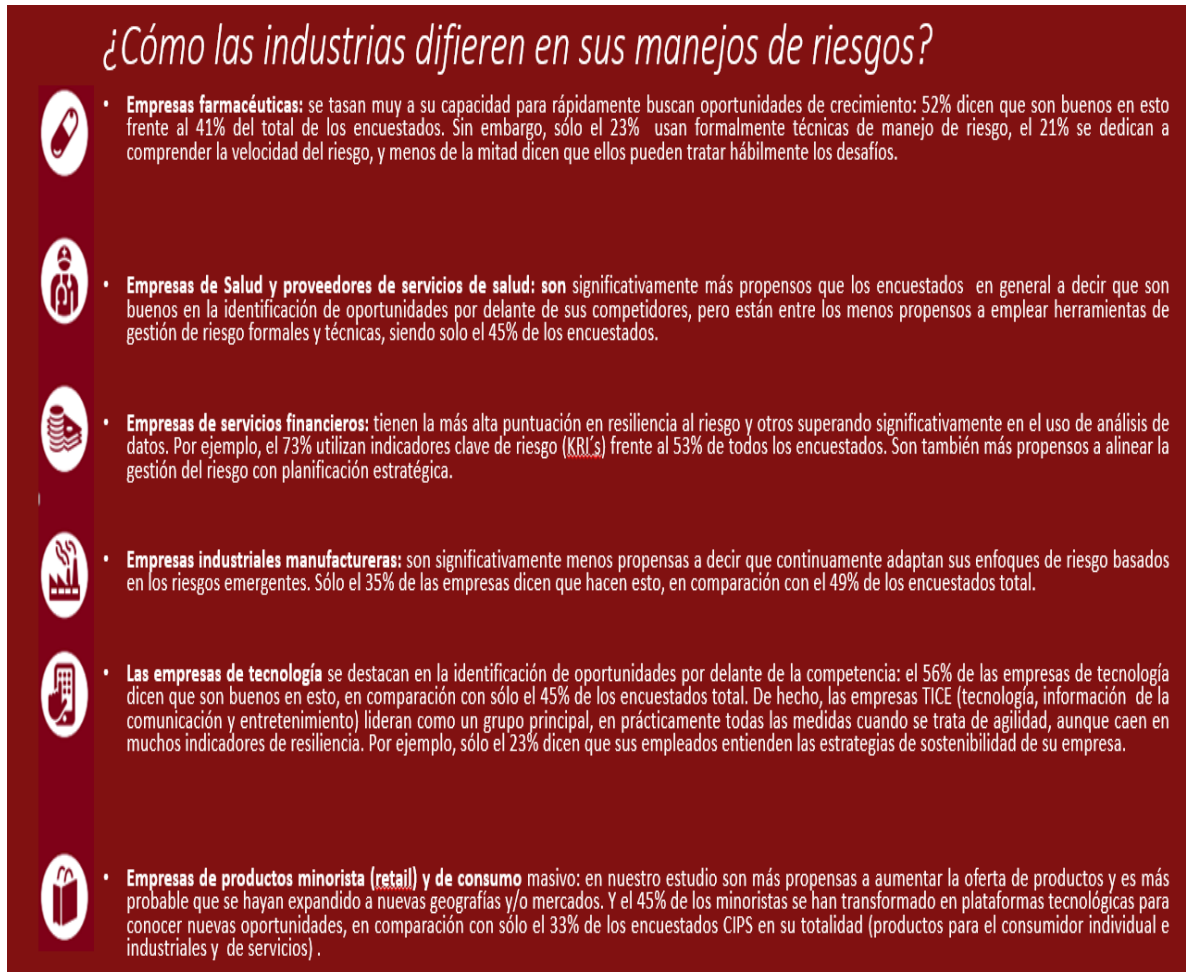 ¿Cómo las industrias difieren en sus manejos de riesgos?
• Empresas farmacéuticas: se tasan muy a su capacidad para rápidamente buscan oportunidades de crecimiento: 52% dicen que son buenos en esto
frente al 41% del total de los encuestados. Sin embargo, sólo el 23% usan formalmente técnicas de manejo de riesgo, el 21% se dedican a
comprender la velocidad del riesgo, y menos de la mitad dicen que ellos pueden tratar hábilmente los desafíos.
• Empresas de Salud y proveedores de servicios de salud: son significativamente más propensos que los encuestados en general a decir que son
buenos en la identificación de oportunidades por delante de sus competidores, pero están entre los menos propensos a emplear herramientas de
gestión de riesgo formales y técnicas, siendo solo el 45% de los encuestados.
• Empresas de servicios financieros: tienen la más alta puntuación en resiliencia al riesgo y otros superando significativamente en el uso de análisis de
datos. Por ejemplo, el 73% utilizan indicadores clave de riesgo (KRI´s) frente al 53% de todos los encuestados. Son también más propensos a alinear la
gestión del riesgo con planificación estratégica.
• Empresas industriales manufactureras: son significativamente menos propensas a decir que continuamente adaptan sus enfoques de riesgo basados
en los riesgos emergentes. Sólo el 35% de las empresas dicen que hacen esto, en comparación con el 49% de los encuestados total.
• Las empresas de tecnología se destacan en la identificación de oportunidades por delante de la competencia: el 56% de las empresas de tecnología
dicen que son buenos en esto, en comparación con sólo el 45% de los encuestados total. De hecho, las empresas TICE (tecnología, información de la
comunicación y entretenimiento) lideran como un grupo principal, en prácticamente todas las medidas cuando se trata de agilidad, aunque caen en
muchos indicadores de resiliencia. Por ejemplo, sólo el 23% dicen que sus empleados entienden las estrategias de sostenibilidad de su empresa.
• Empresas de productos minorista (retail) y de consumo masivo: en nuestro estudio son más propensas a aumentar la oferta de productos y es más
probable que se hayan expandido a nuevas geografías y/o mercados. Y el 45% de los minoristas se han transformado en plataformas tecnológicas para
conocer nuevas oportunidades, en comparación con sólo el 33% de los encuestados CIPS en su totalidad (productos para el consumidor individual e
industriales y de servicios) .